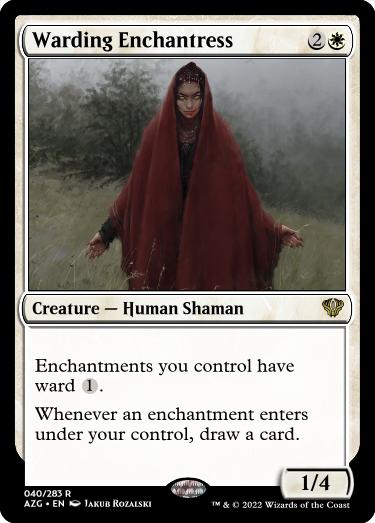 Warding Enchantress 2
Creature — Human Shaman
Enchantments you control have
ward 1.
Whenever an enchantment enters
under your control, draw a card.
1/4
040/283 R
AZG • EN Jakub Rozalski
™ & © 2022 Wizards of the Coast